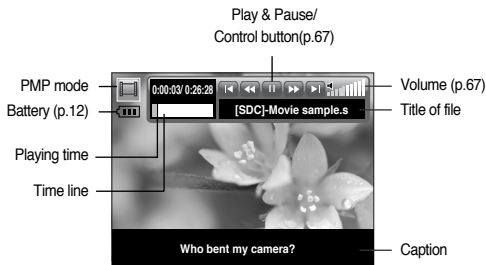 Play & Pause/
Control button(p.67)
PMP mode
0:00:03/ 0:26:28
Volume (p.67)
Battery (p.12)
[SDC]-Movie sample.s
Title of file
Playing time
Time line
Who bent my camera?
Caption